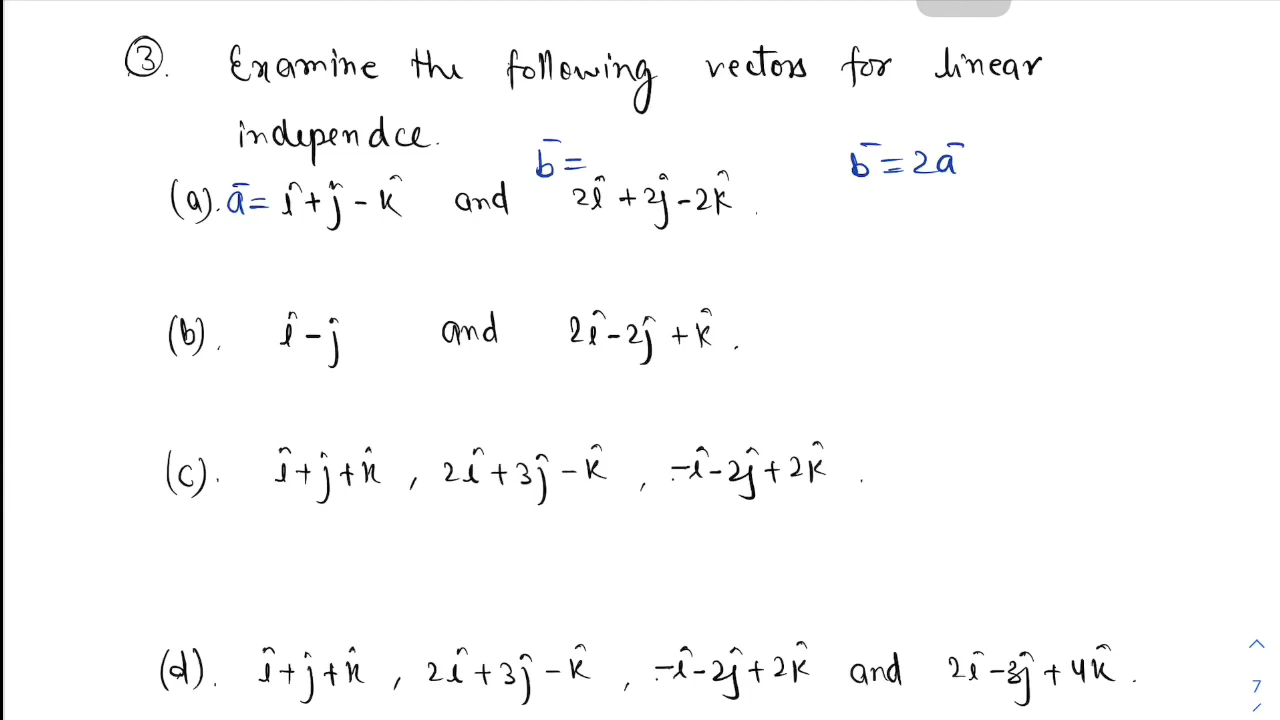 ③. Examine the following vectors for linear
independce.
b̄ = b̄ = 2ā
(a). ā = î + ĵ - k̂ and 2î + 2ĵ - 2k̂ .
(b). î - ĵ and 2î - 2ĵ + k̂ .
(c). î + ĵ + k̂ , 2î + 3ĵ - k̂ , -î - 2ĵ + 2k̂ .
(d). î + ĵ + k̂ , 2î + 3ĵ - k̂ , -î - 2ĵ + 2k̂ and 2î - 3ĵ + 4k̂ .
7